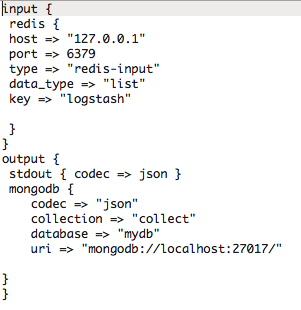 input {
 redis {
 host => "127.0.0.1"
 port => 6379
 type => "redis-input"
 data_type => "list"
 key => "logstash"

 }
}
output {
 stdout { codec => json }
 mongodb {
    codec => "json"
    collection => "collect"
    database => "mydb"
    uri => "mongodb://localhost:27017/"

}
}